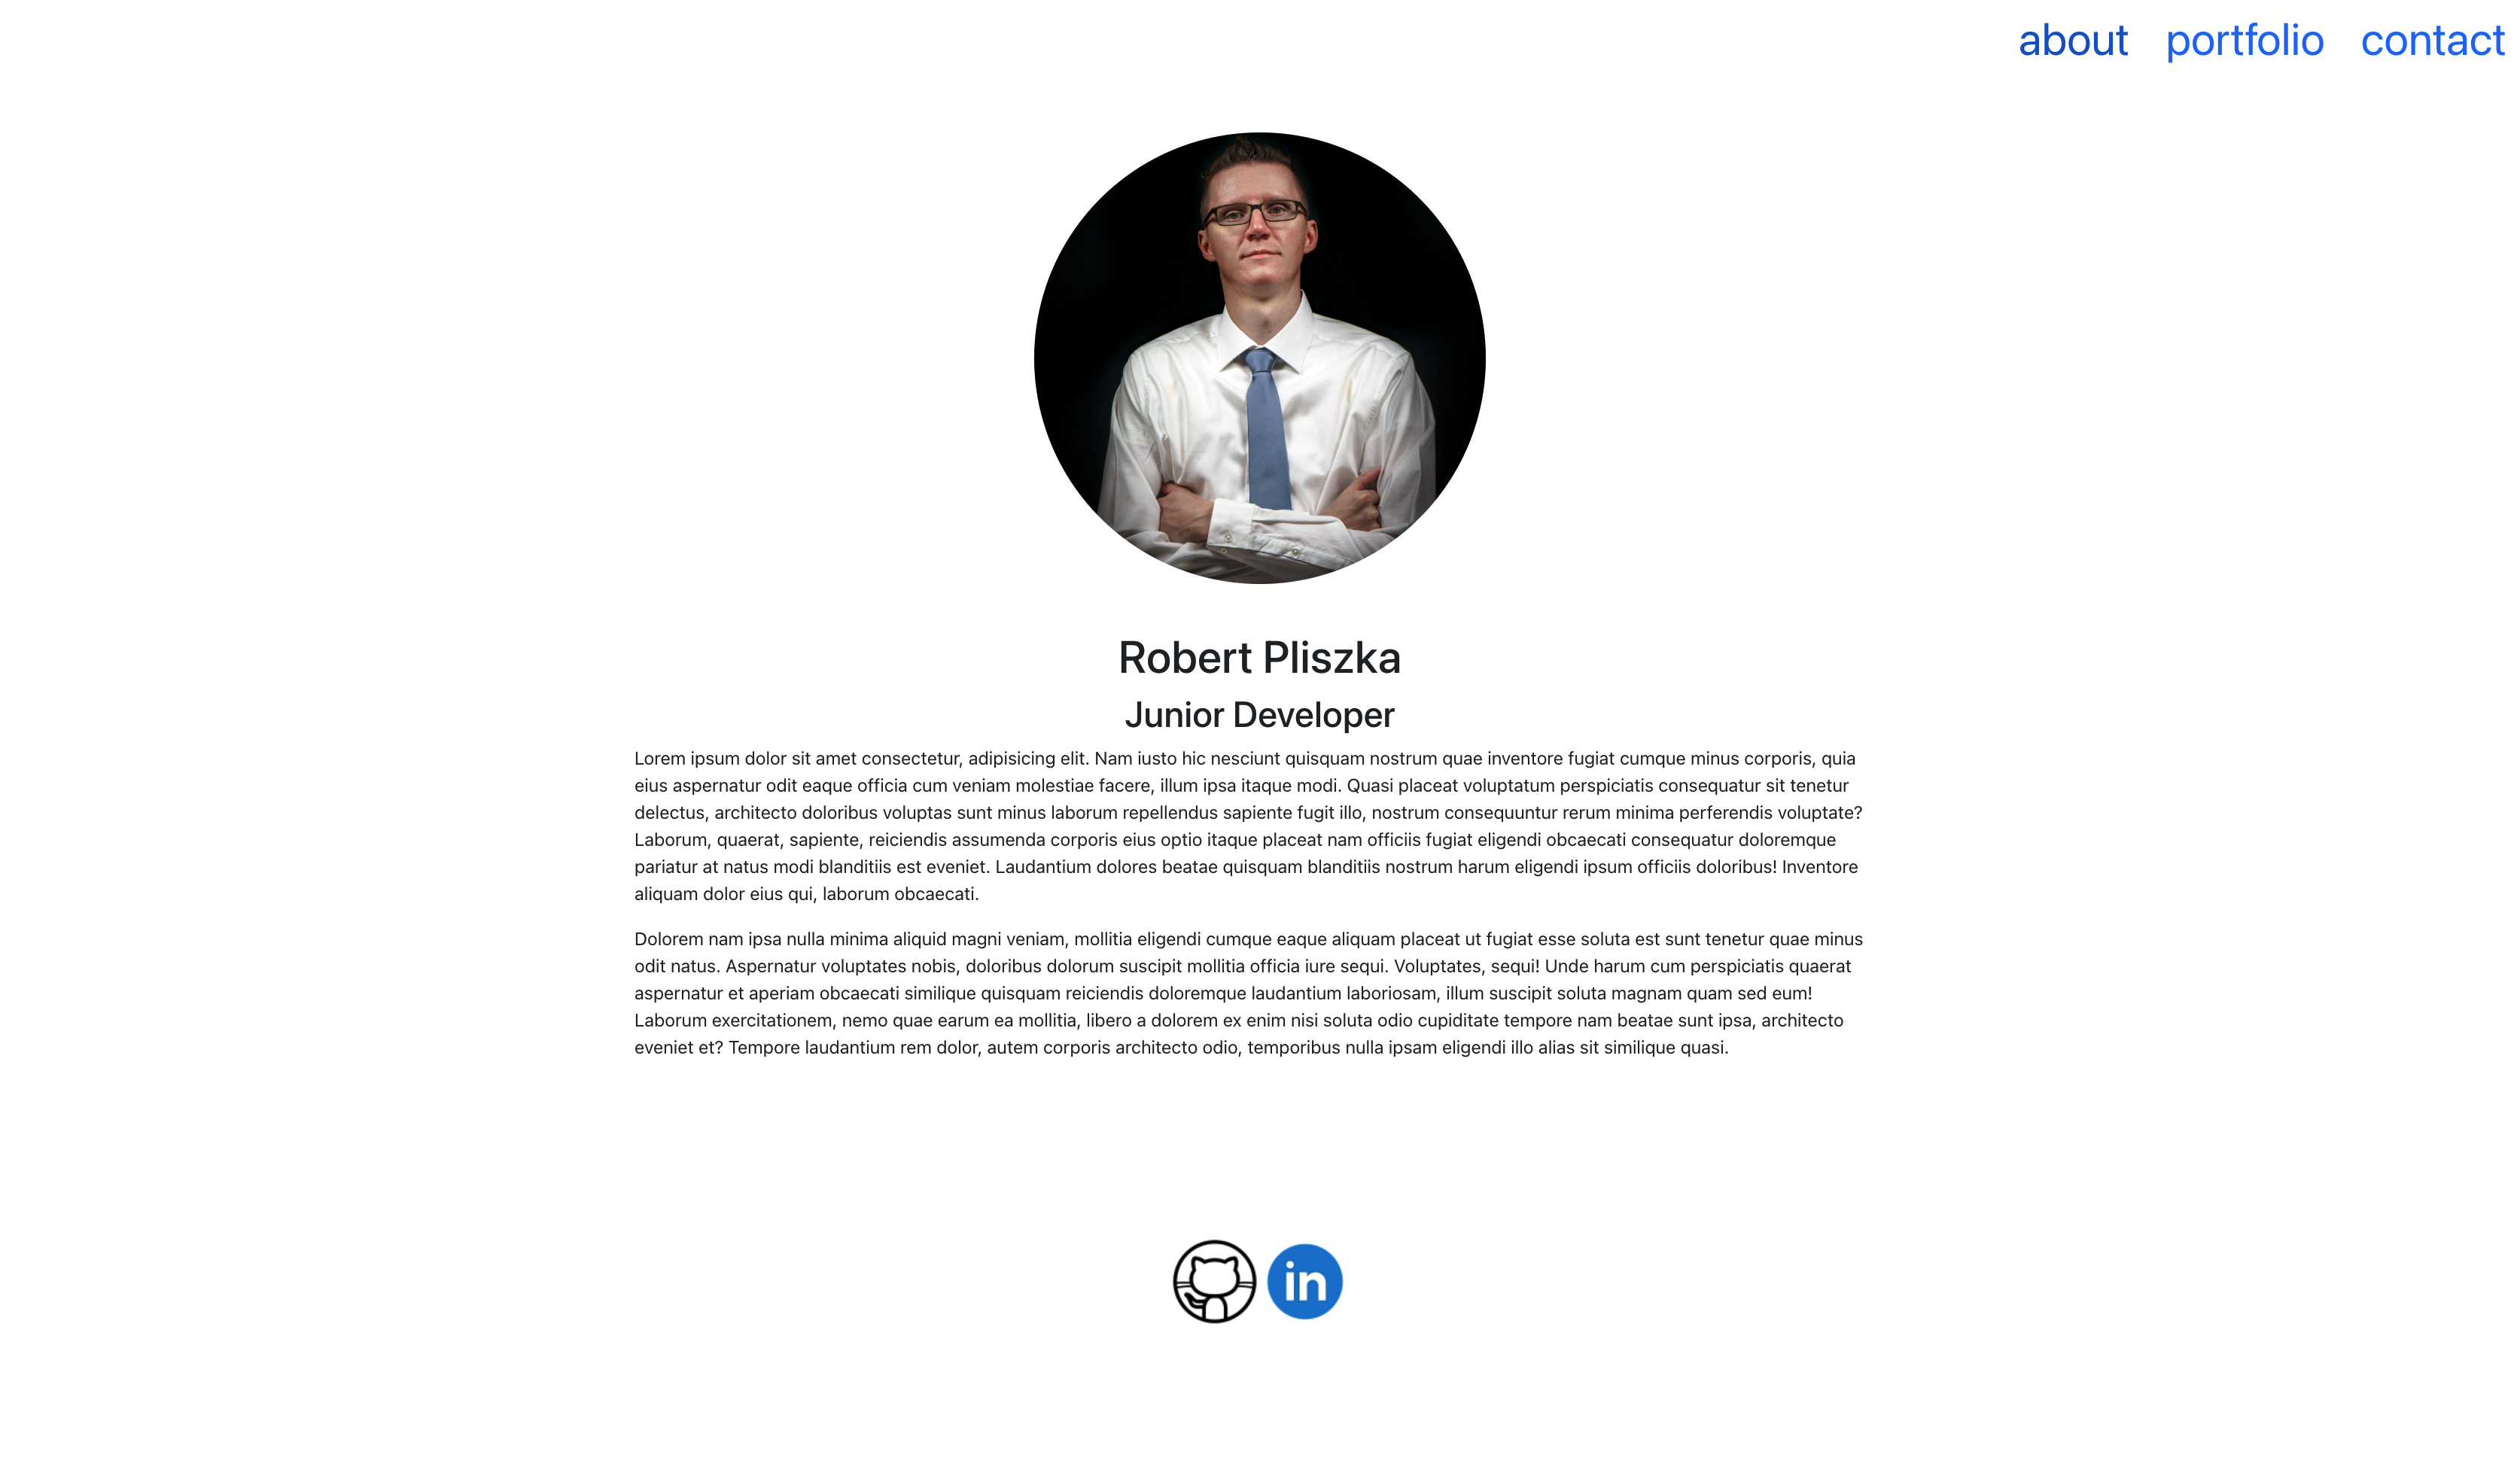 about portfolio contact
Robert Pliszka
Junior Developer
Lorem ipsum dolor sit amet consectetur, adipisicing elit. Nam iusto hic nesciunt quisquam nostrum quae inventore fugiat cumque minus corporis, quia
eius aspernatur odit eaque officia cum veniam molestiae facere, illum ipsa itaque modi. Quasi placeat voluptatum perspiciatis consequatur sit tenetur
delectus, architecto doloribus voluptas sunt minus laborum repellendus sapiente fugit illo, nostrum consequuntur rerum minima perferendis voluptate?
Laborum, quaerat, sapiente, reiciendis assumenda corporis eius optio itaque placeat nam officiis fugiat eligendi obcaecati consequatur doloremque
pariatur at natus modi blanditiis est eveniet. Laudantium dolores beatae quisquam blanditiis nostrum harum eligendi ipsum officiis doloribus! Inventore
aliquam dolor eius qui, laborum obcaecati.
Dolorem nam ipsa nulla minima aliquid magni veniam, mollitia eligendi cumque eaque aliquam placeat ut fugiat esse soluta est sunt tenetur quae minus
odit natus. Aspernatur voluptates nobis, doloribus dolorum suscipit mollitia officia iure sequi. Voluptates, sequi! Unde harum cum perspiciatis quaerat
aspernatur et aperiam obcaecati similique quisquam reiciendis doloremque laudantium laboriosam, illum suscipit soluta magnam quam sed eum!
Laborum exercitationem, nemo quae earum ea mollitia, libero a dolorem ex enim nisi soluta odio cupiditate tempore nam beatae sunt ipsa, architecto
eveniet et? Tempore laudantium rem dolor, autem corporis architecto odio, temporibus nulla ipsam eligendi illo alias sit similique quasi.
in